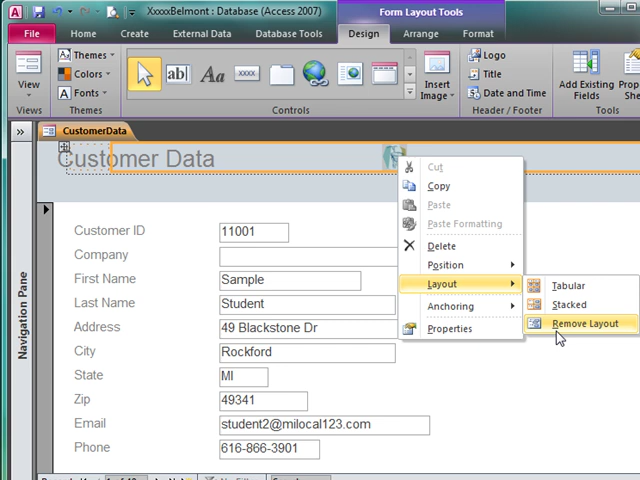 XxxxxBelmont : Database (Access 2007)
Form Layout Tools
File
Home
Create
External Data
Database Tools
Design
Arrange
Format
View
Views
Themes
Colors
Fonts
Themes
ab|
Aa
xxxx
XYZ
Controls
Insert
Image
Logo
Title
Date and Time
Header / Footer
Add Existing
Fields
Tools
CustomerData
Customer Data
Navigation Pane
Customer ID 11001
Company
First Name Sample
Last Name Student
Address 49 Blackstone Dr
City Rockford
State MI
Zip 49341
Email student2@milocal123.com
Phone 616-866-3901
Cut
Copy
Paste
Paste Formatting
Delete
Position
Layout
Anchoring
Properties
Tabular
Stacked
Remove Layout